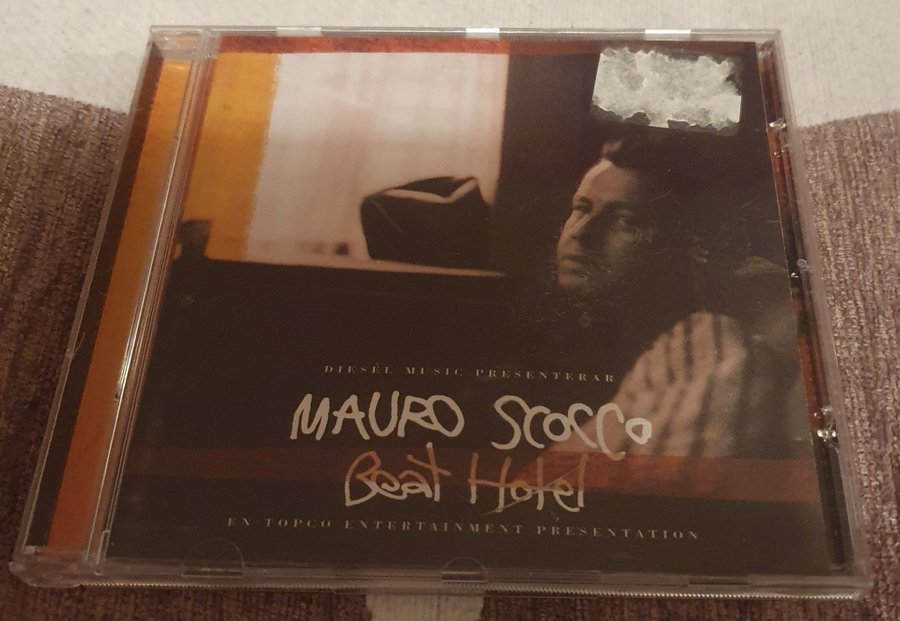 DIESEL MUSIC PRESENTERAR
MAURO SCOCCO
Beat Hotel
EN TOPCO ENTERTAINMENT PRESENTATION